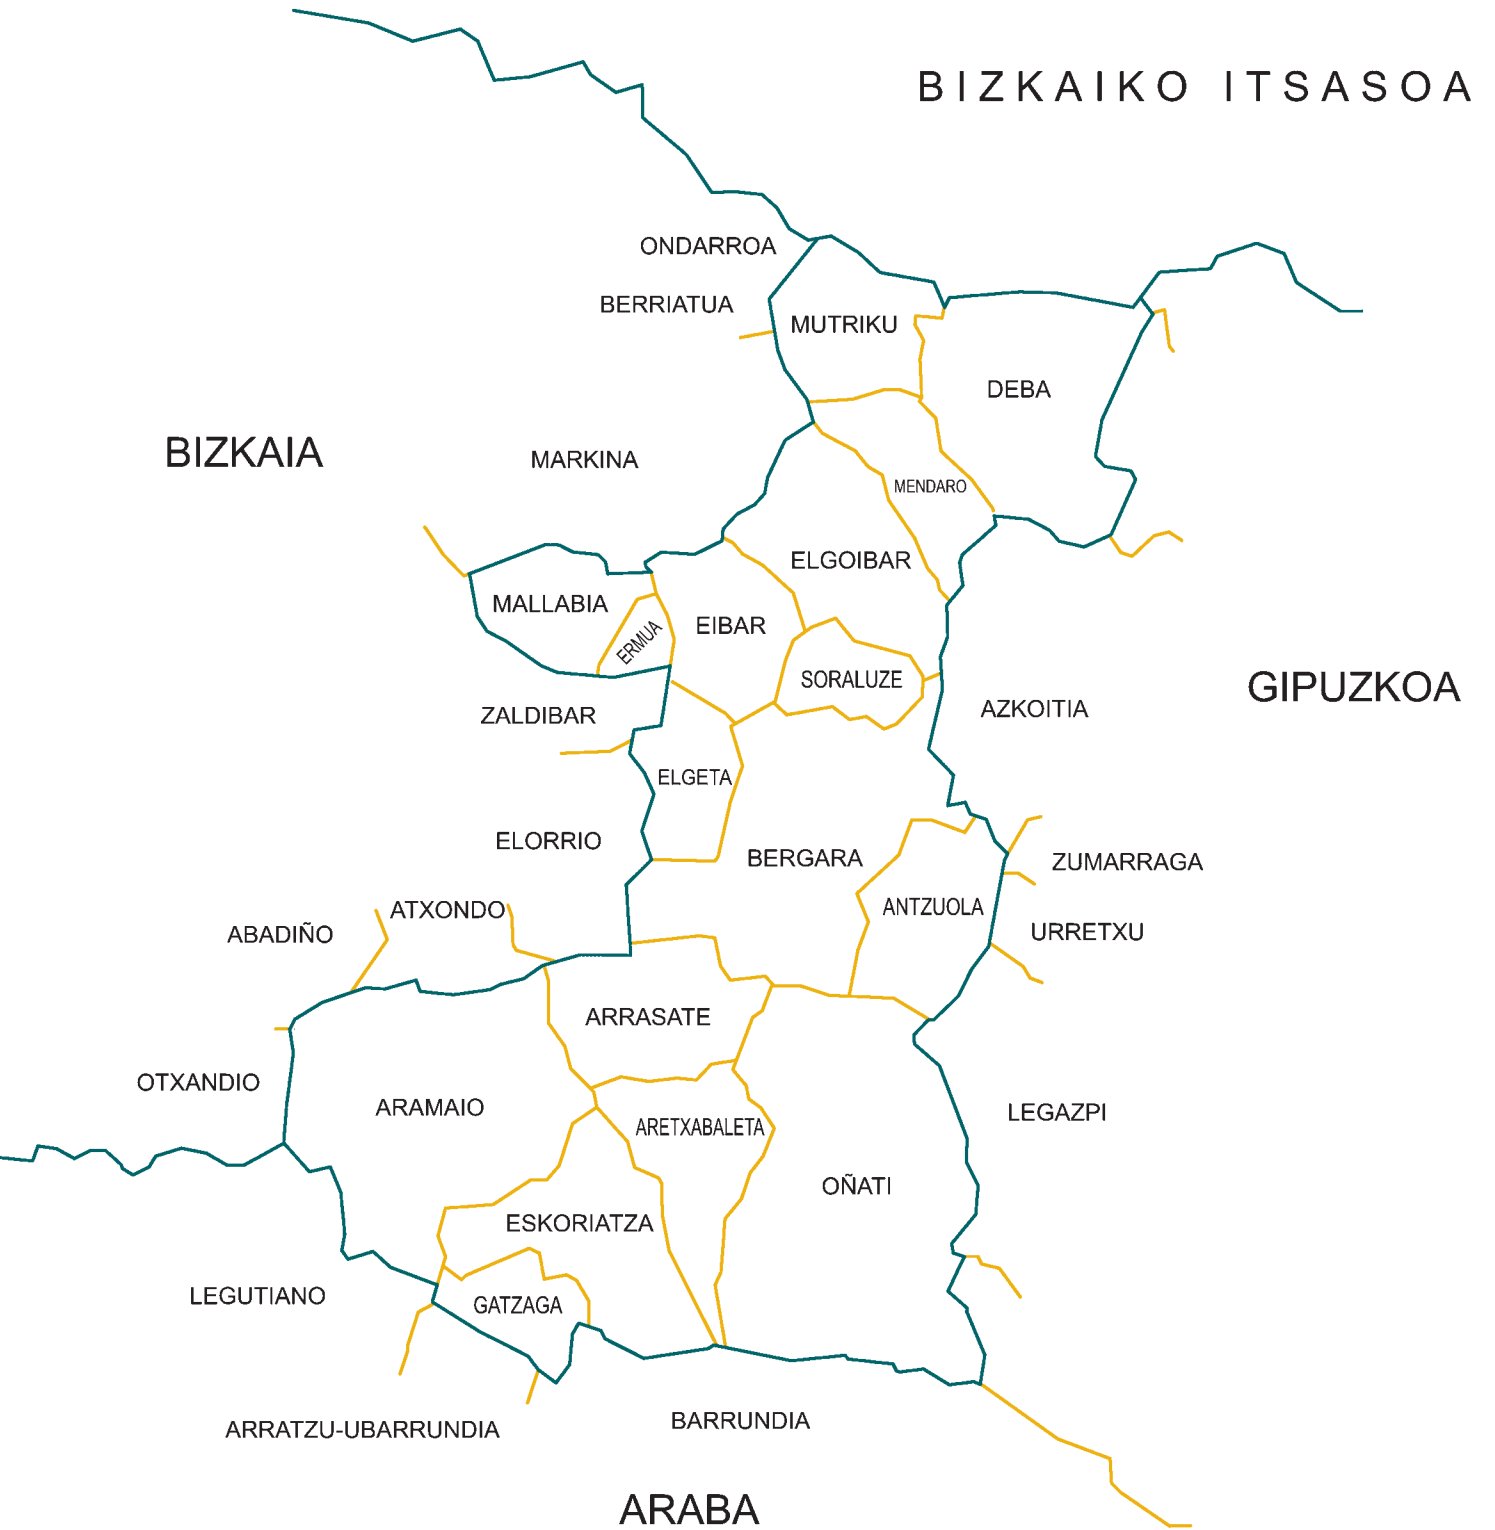 BIZKAIKO ITSASOA
ONDARROA
BERRIATUA
MUTRIKU
DEBA
BIZKAIA
MARKINA
MENDARO
ELGOIBAR
MALLABIA
EIBAR
ERMUA
SORALUZE
GIPUZKOA
AZKOITIA
ZALDIBAR
ELGETA
ELORRIO
BERGARA
ZUMARRAGA
ANTZUOLA
ATXONDO
ABADIÑO
URRETXU
ARRASATE
OTXANDIO
ARAMAIO
LEGAZPI
ARETXABALETA
OÑATI
ESKORIATZA
LEGUTIANO
GATZAGA
BARRUNDIA
ARRATZU-UBARRUNDIA
ARABA